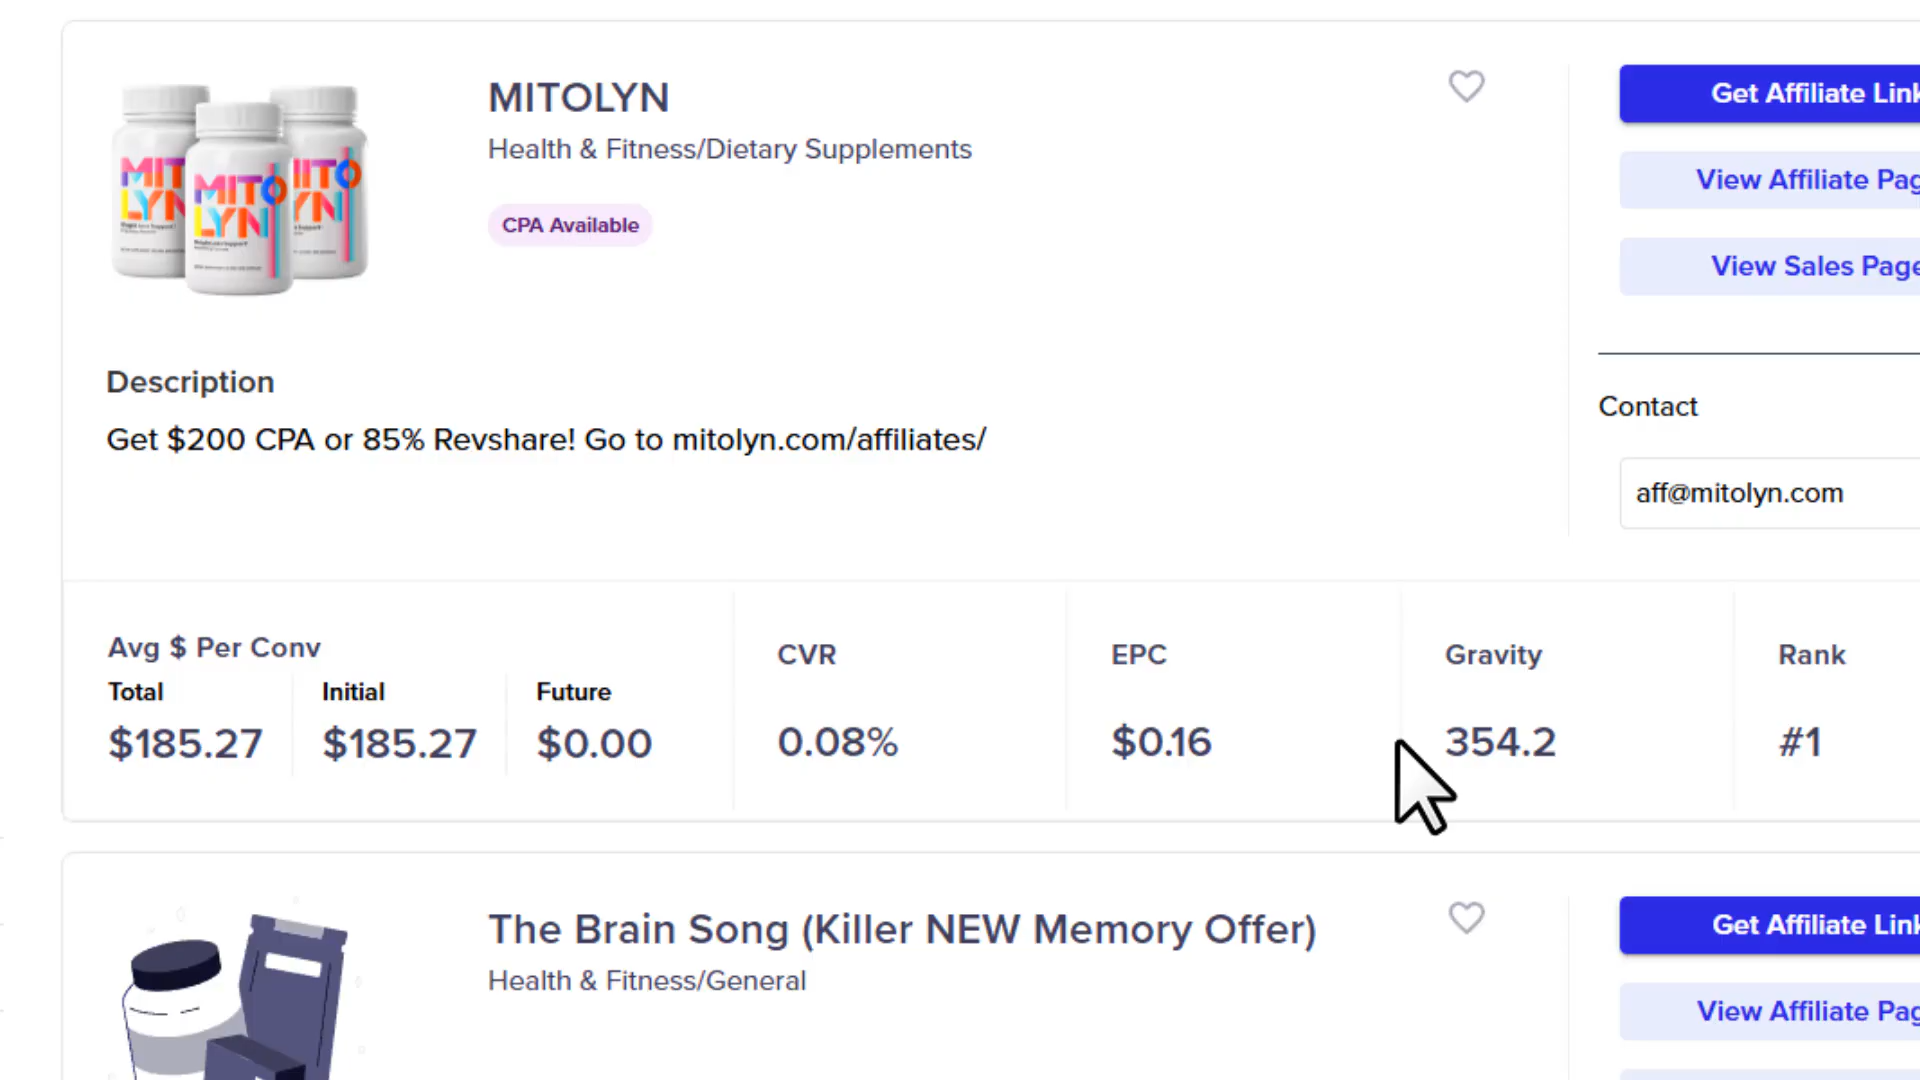 MITOLYN
Health & Fitness/Dietary Supplements
CPA Available
MITO
LYN
Description
Get $200 CPA or 85% Revshare! Go to mitolyn.com/affiliates/
Get Affiliate Link
View Affiliate Pag
View Sales Page
Contact
aff@mitolyn.com
Avg $ Per Conv
Total
Initial
Future
$185.27
$185.27
$0.00
CVR
0.08%
EPC
$0.16
Gravity
354.2
Rank
#1
The Brain Song (Killer NEW Memory Offer)
Health & Fitness/General
Get Affiliate Link
View Affiliate Pag